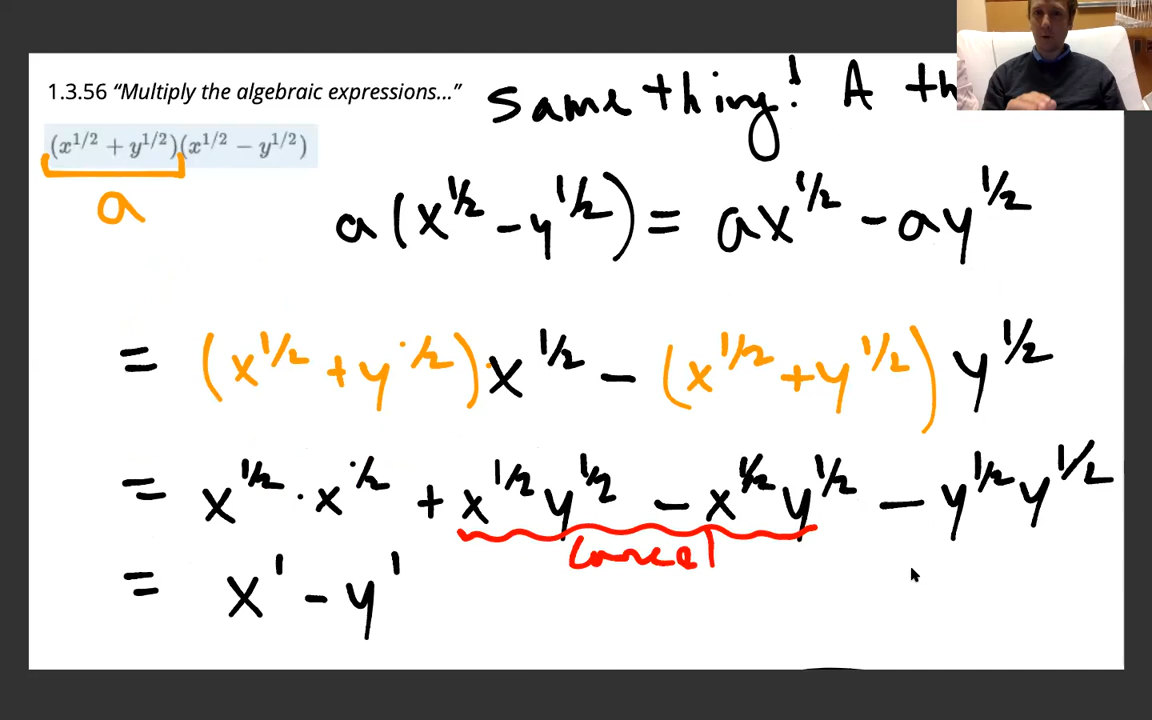 1.3.56 "Multiply the algebraic expressions..."
same thing! A th
(x^{1/2} + y^{1/2})(x^{1/2} − y^{1/2})
a
a(x^{1/2} − y^{1/2}) = ax^{1/2} − ay^{1/2}
= (x^{1/2} + y^{1/2})x^{1/2} − (x^{1/2} + y^{1/2})y^{1/2}
= x^{1/2} · x^{1/2} + x^{1/2}y^{1/2} − x^{1/2}y^{1/2} − y^{1/2}y^{1/2}
cancel
= x^1 − y^1